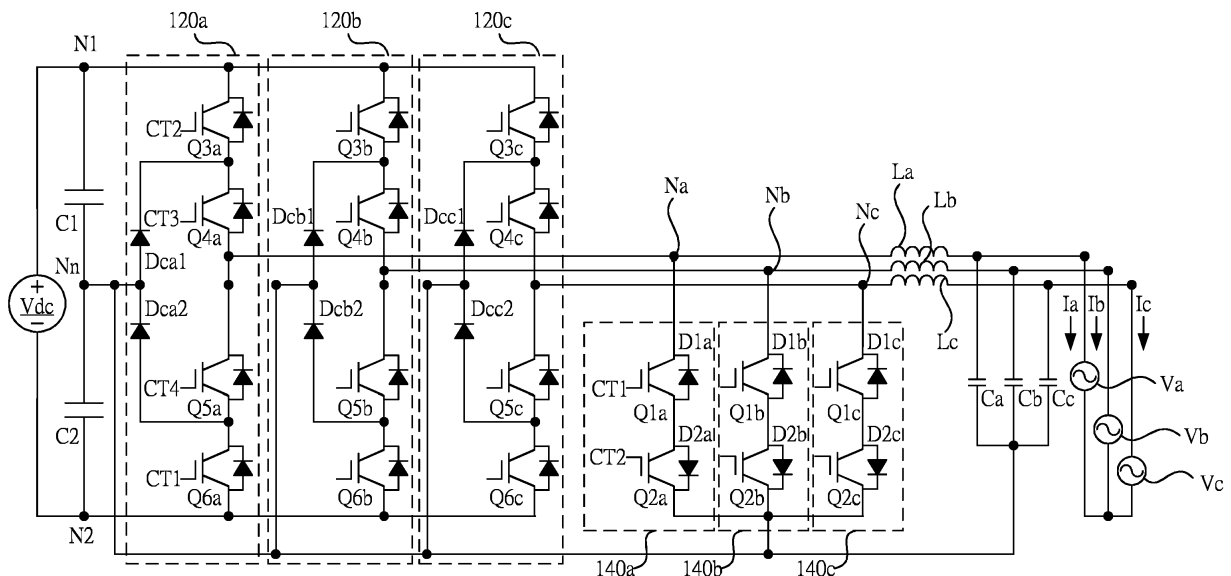 120a 120b 120c
N1
CT2 Q3a Q3b Q3c
C1 CT3 Q4a Dcb1 Q4b Dcc1 Q4c
Na Nb Nc La Lb
Nn Dca1
+ Vdc −
Dca2 Dcb2 Dcc2
Lc Ia Ib Ic
D1a D1b D1c
CT4 Q5a Q5b Q5c
CT1 Q1a Q1b Q1c
Ca Cb Cc Va
C2
D2a D2b D2c
Vb
CT1 Q6a Q6b Q6c
CT2 Q2a Q2b Q2c
Vc
N2
140a 140b 140c